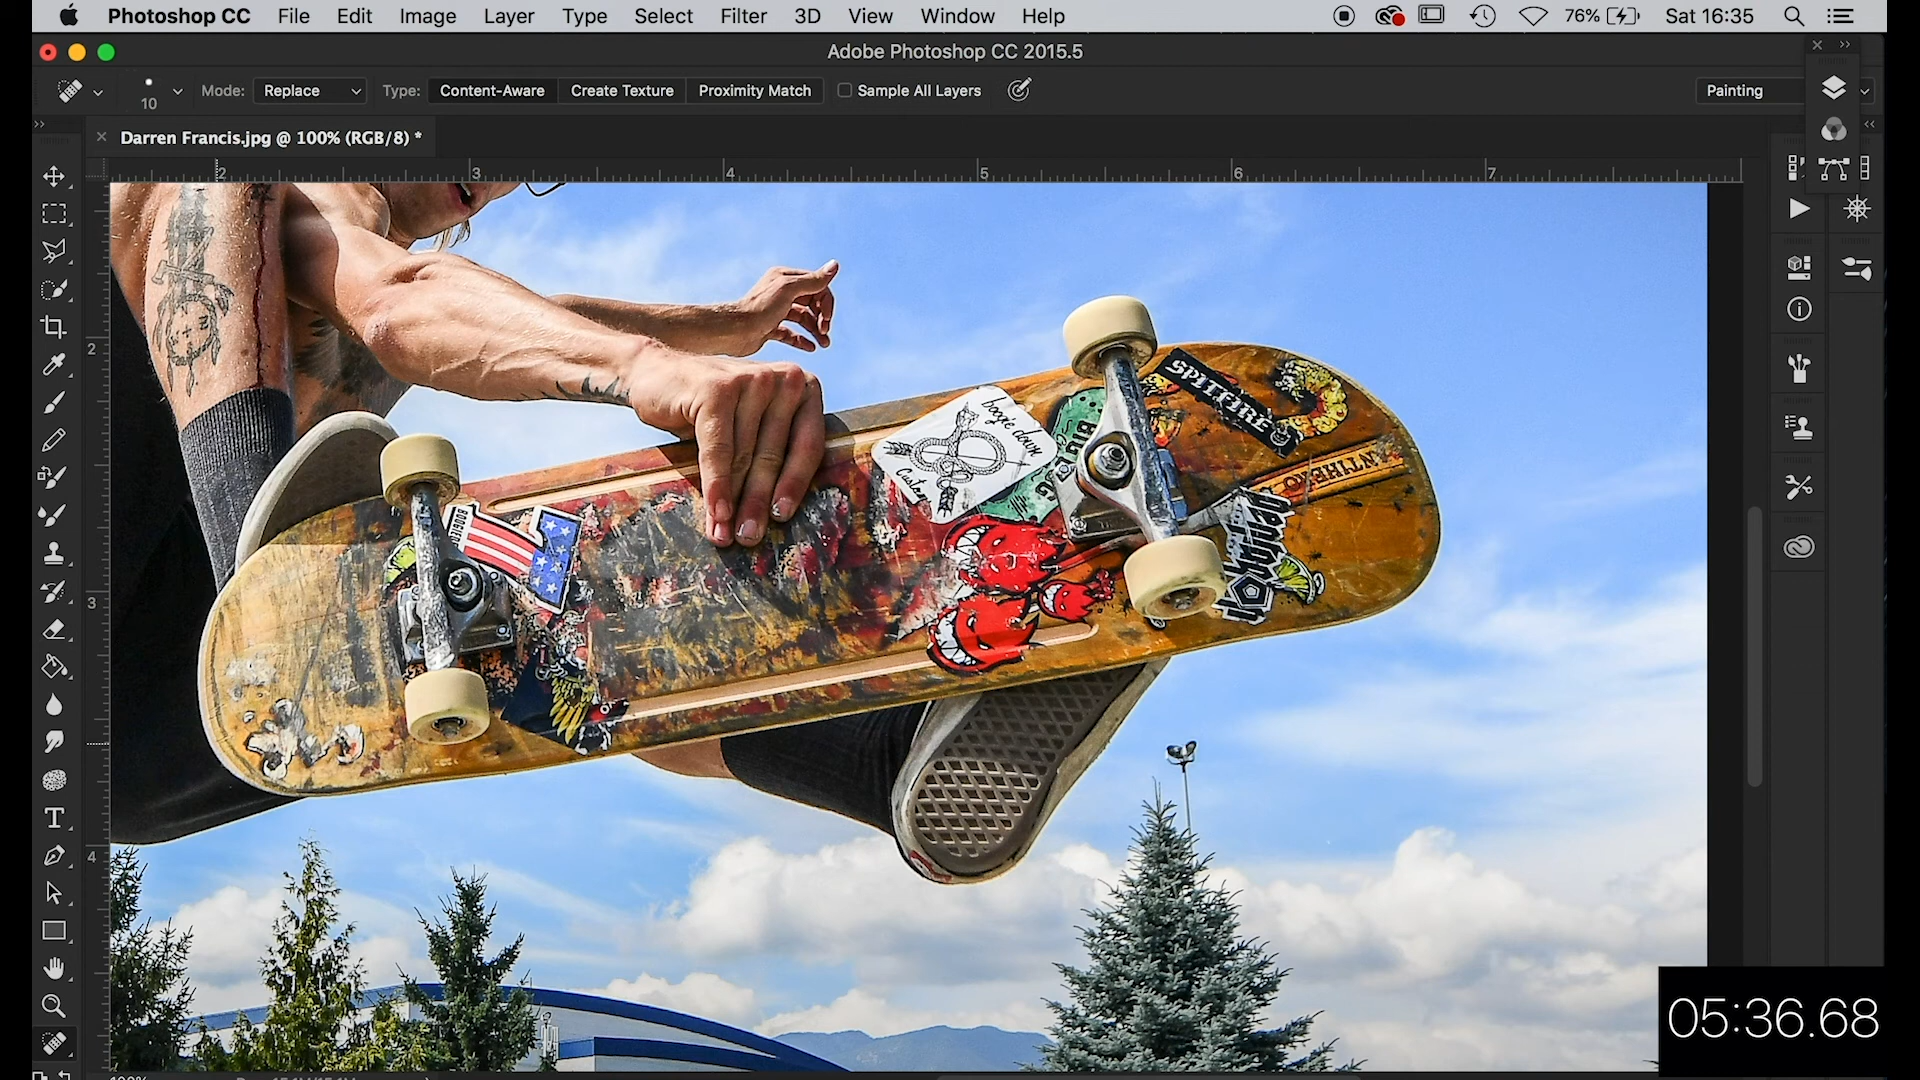 Photoshop CC File Edit Image Layer Type Select Filter 3D View Window Help 76% Sat 16:35
Adobe Photoshop CC 2015.5
10 Mode: Replace Type: Content-Aware Create Texture Proximity Match Sample All Layers Painting
Darren Francis.jpg @ 100% (RGB/8) *
2 3 4 5 6 7
2
3
4
SPITFIRE
boogie down
Custom
ANTIHERO
BOOGIE
05:36.68